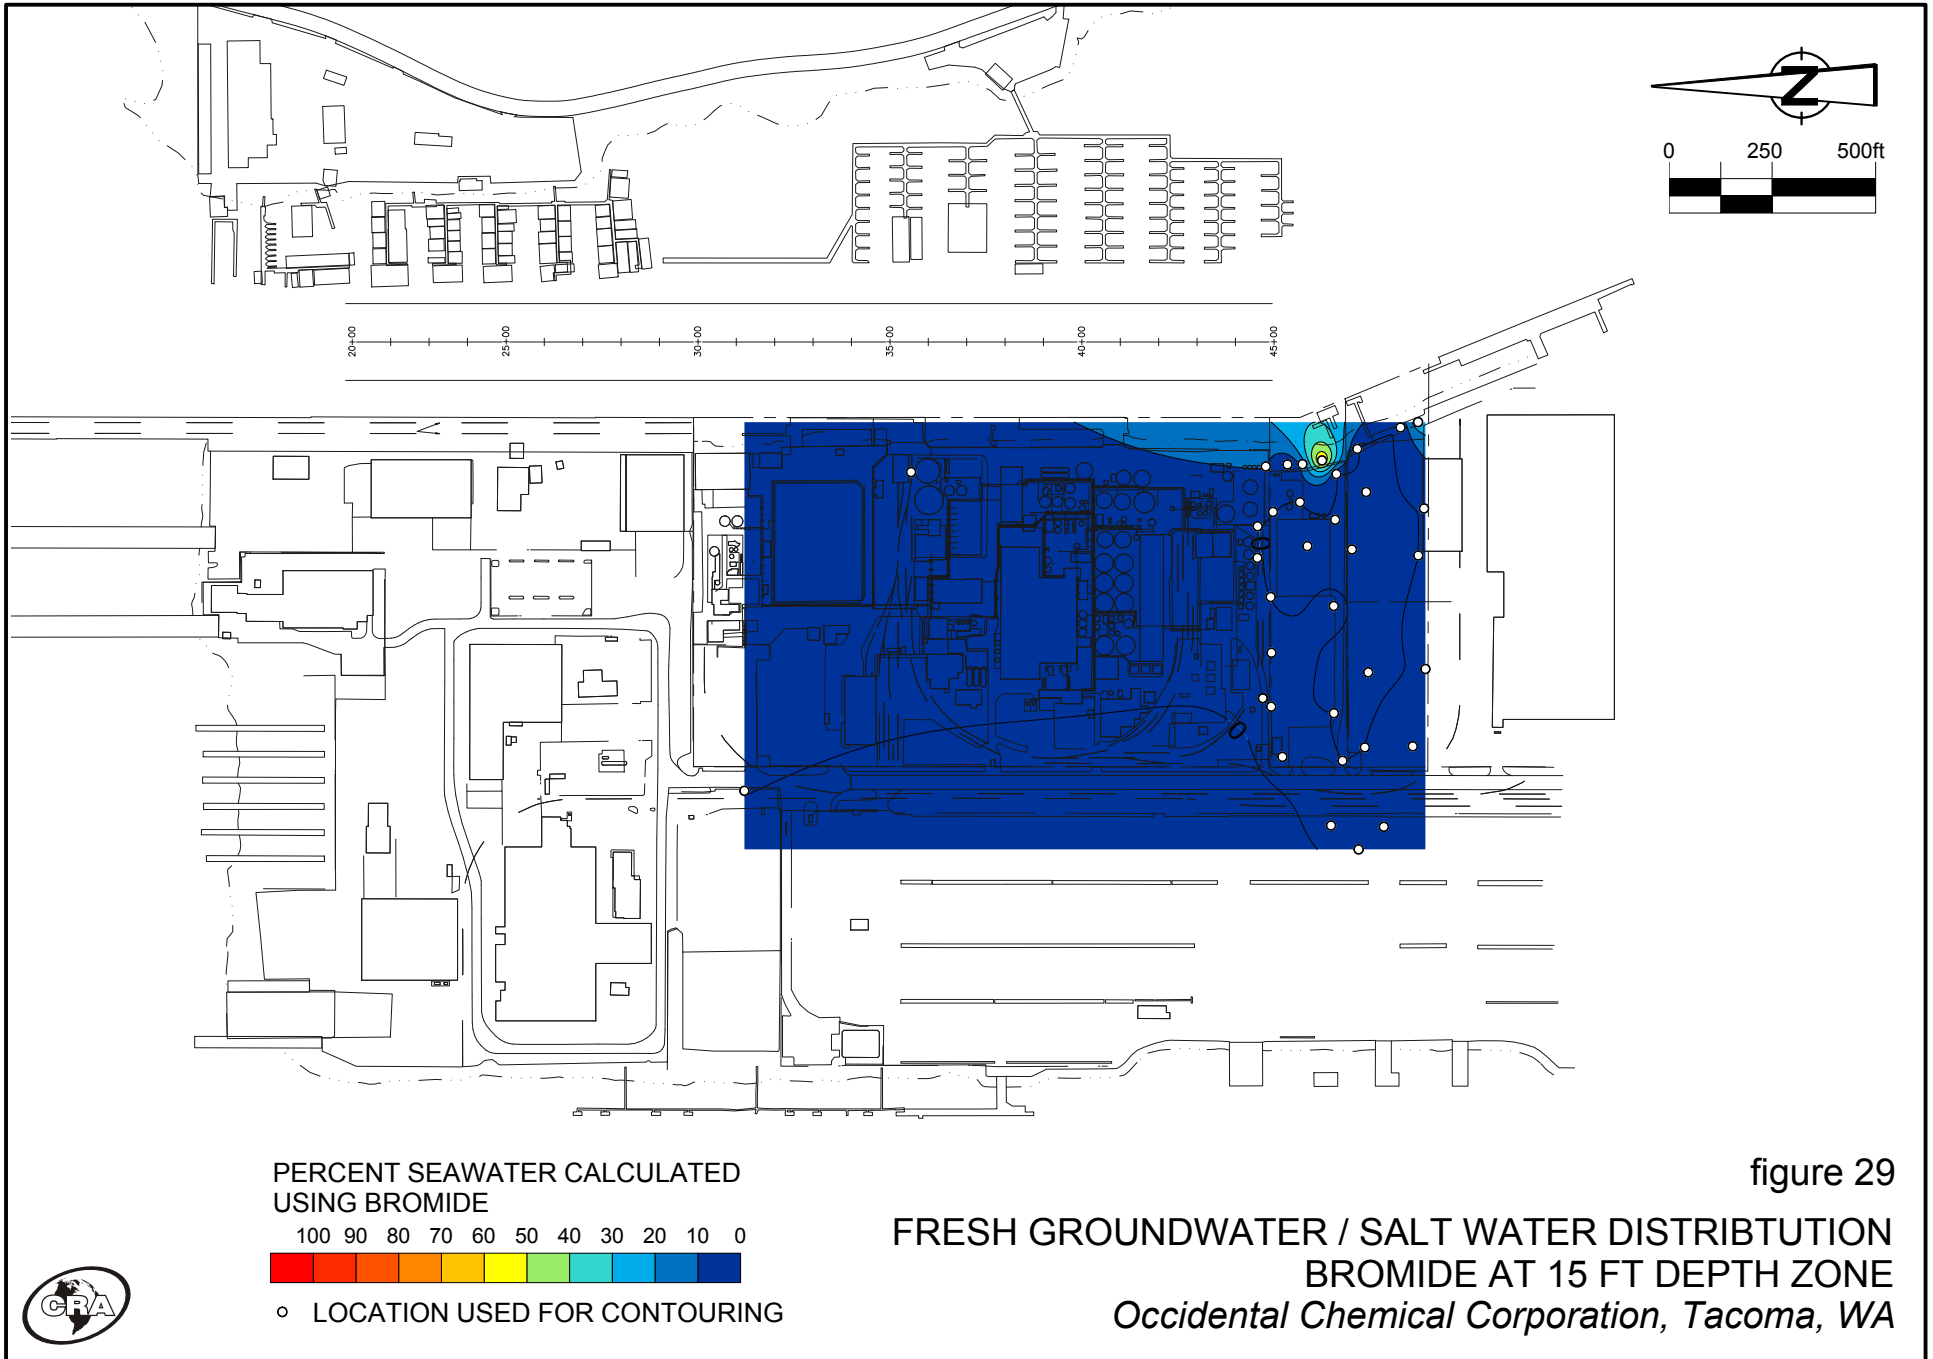 N
0 250 500ft
20+00 25+00 30+00 35+00 40+00 45+00
0
0
PERCENT SEAWATER CALCULATED
USING BROMIDE
100 90 80 70 60 50 40 30 20 10 0
LOCATION USED FOR CONTOURING
CRA
figure 29
FRESH GROUNDWATER / SALT WATER DISTRIBTUTION
BROMIDE AT 15 FT DEPTH ZONE
Occidental Chemical Corporation, Tacoma, WA